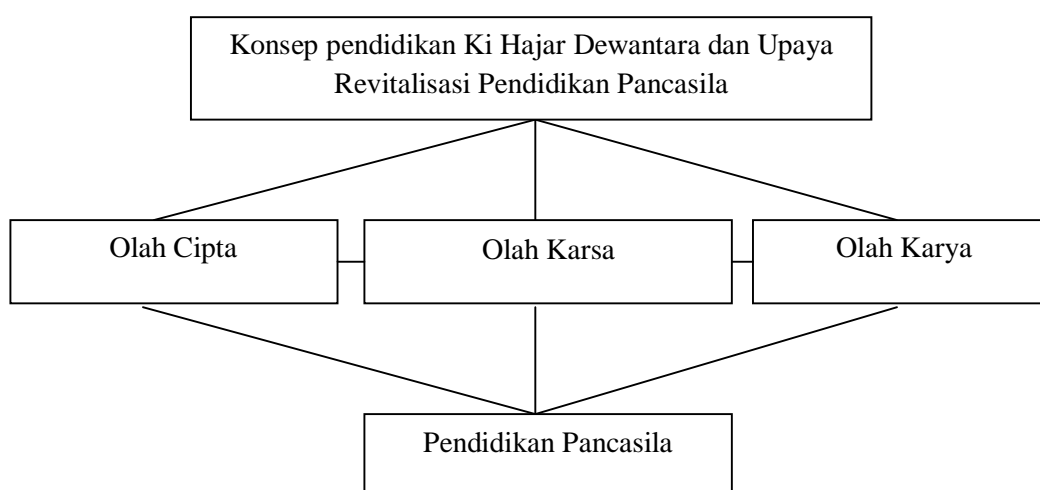 Konsep pendidikan Ki Hajar Dewantara dan Upaya
Revitalisasi Pendidikan Pancasila
Olah Cipta
Olah Karsa
Olah Karya
Pendidikan Pancasila